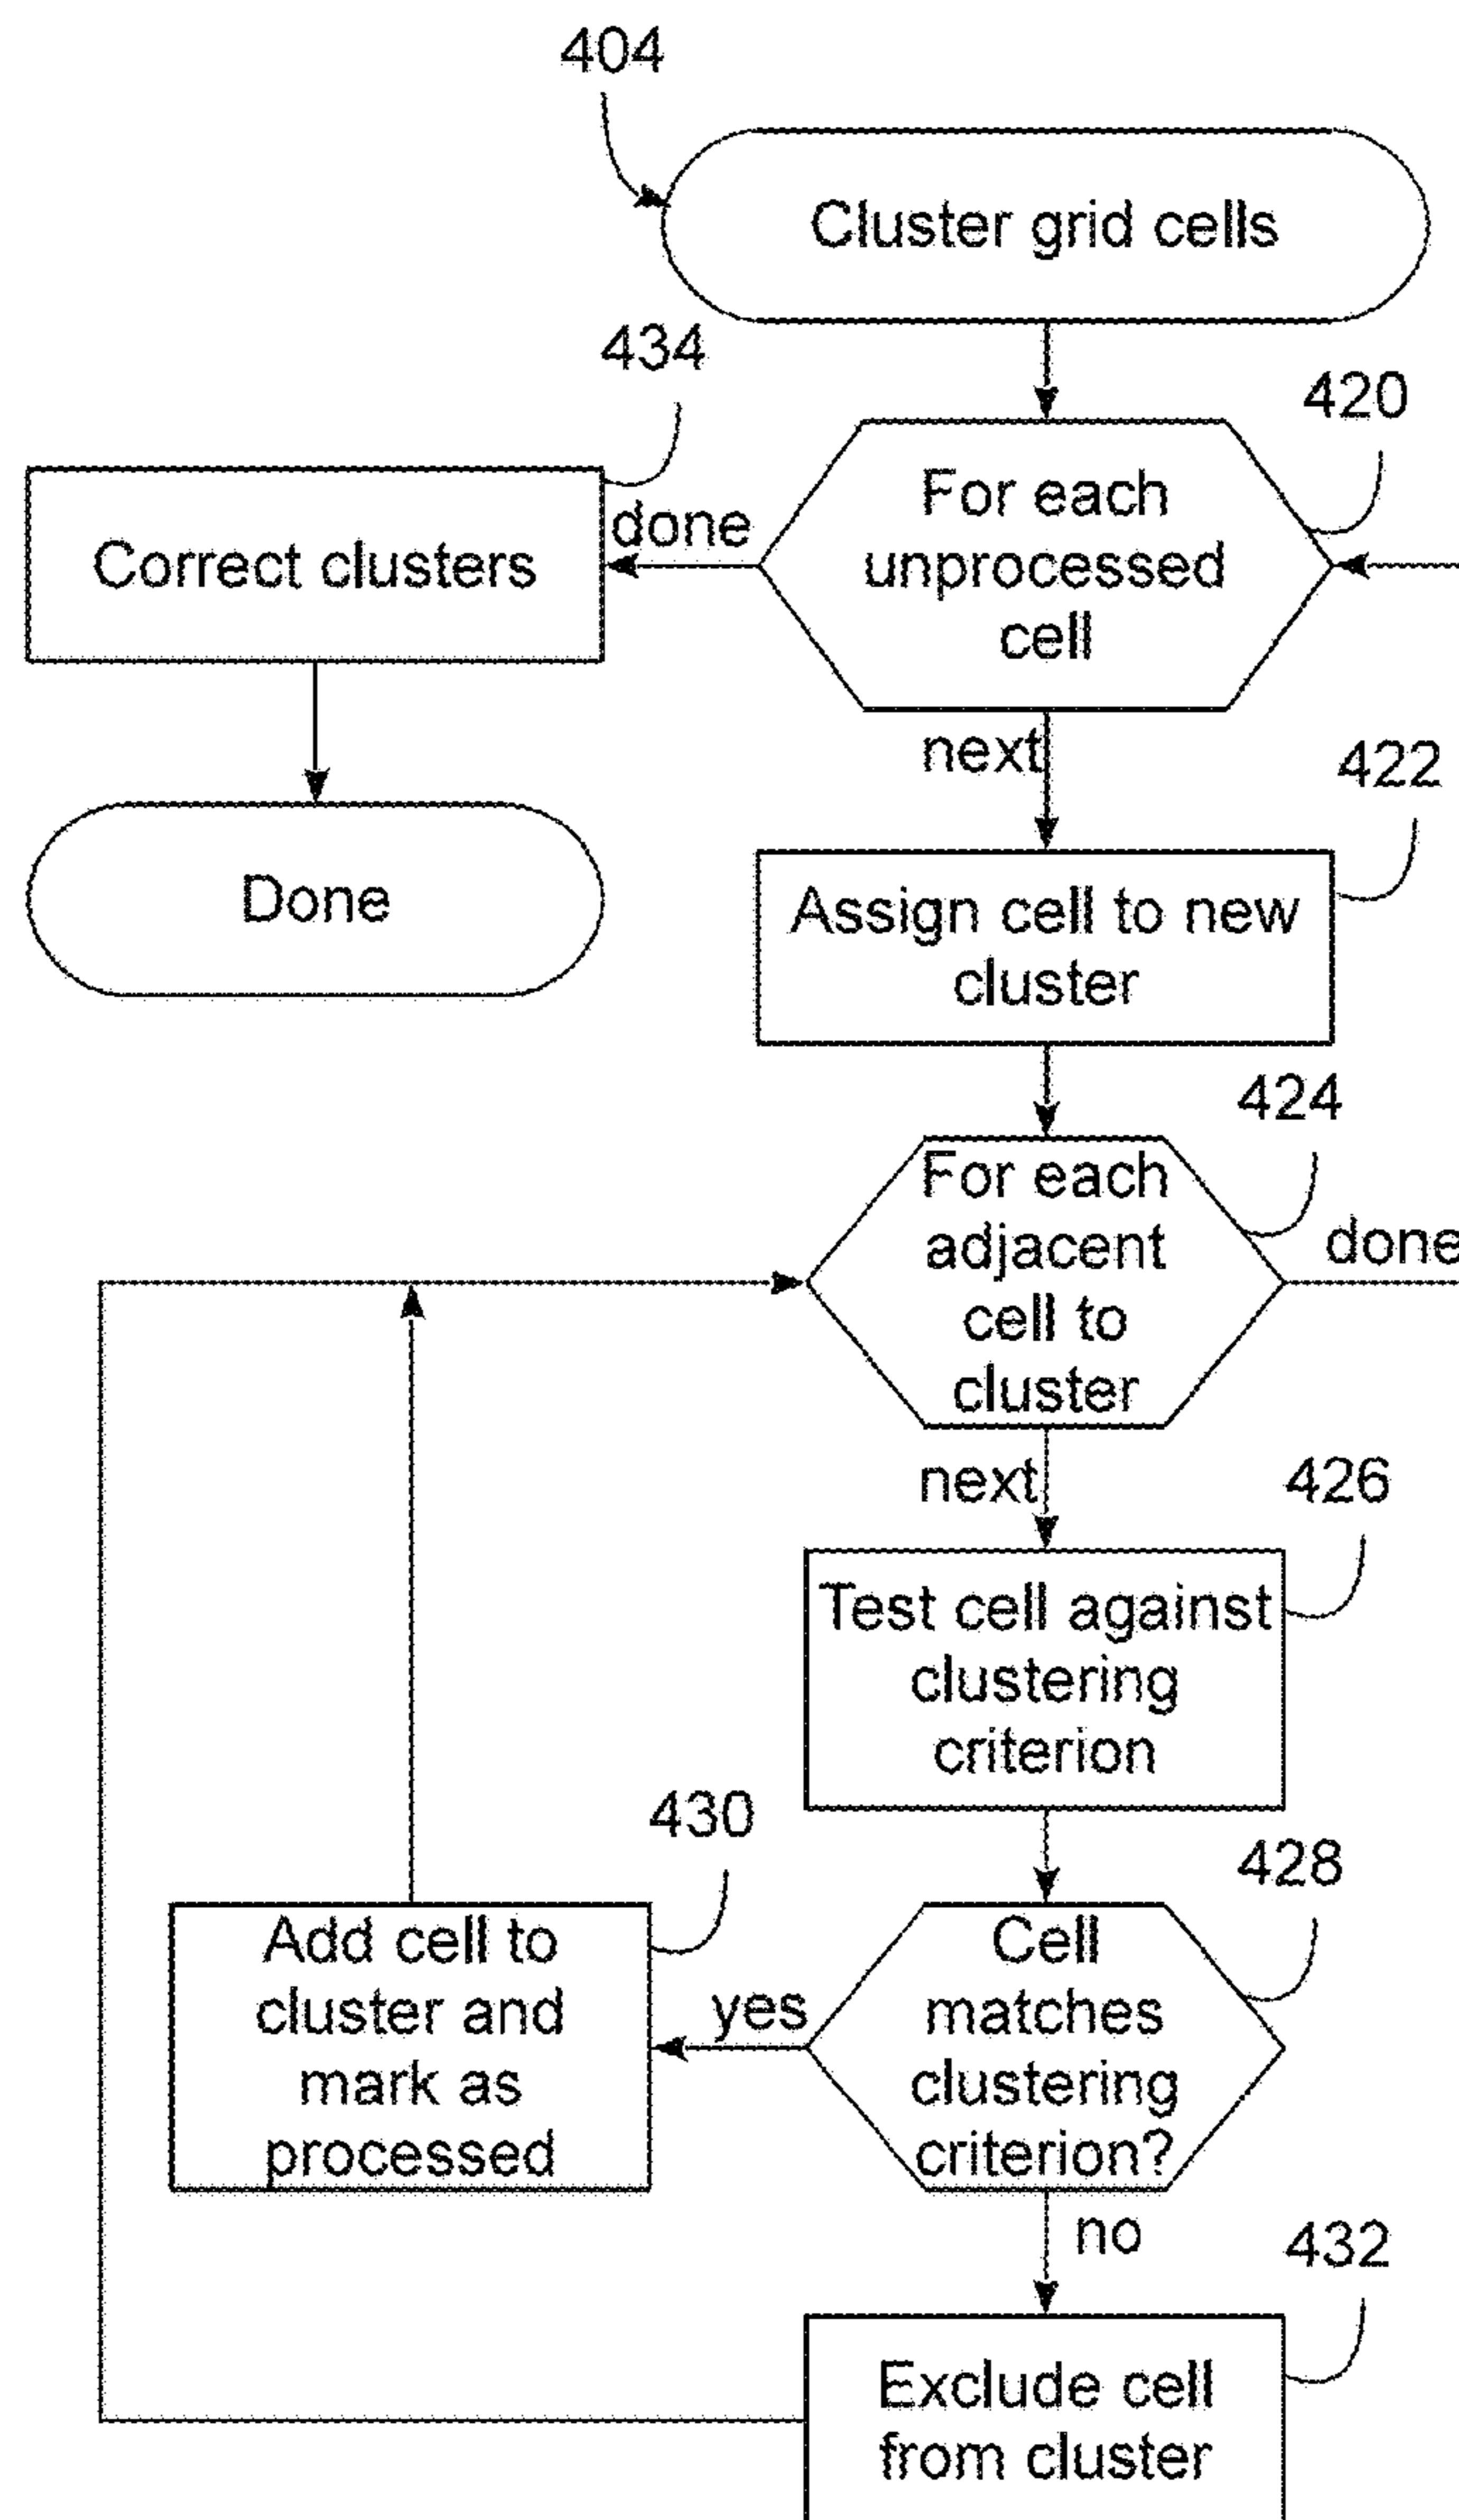 404
Cluster grid cells
434
420
For each
unprocessed
cell
done
Correct clusters
next
422
Done
Assign cell to new
cluster
424
For each
adjacent
cell to
cluster
done
next
426
Test cell against
clustering
criterion
430
428
Add cell to
cluster and
mark as
processed
yes
Cell
matches
clustering
criterion?
no
432
Exclude cell
from cluster